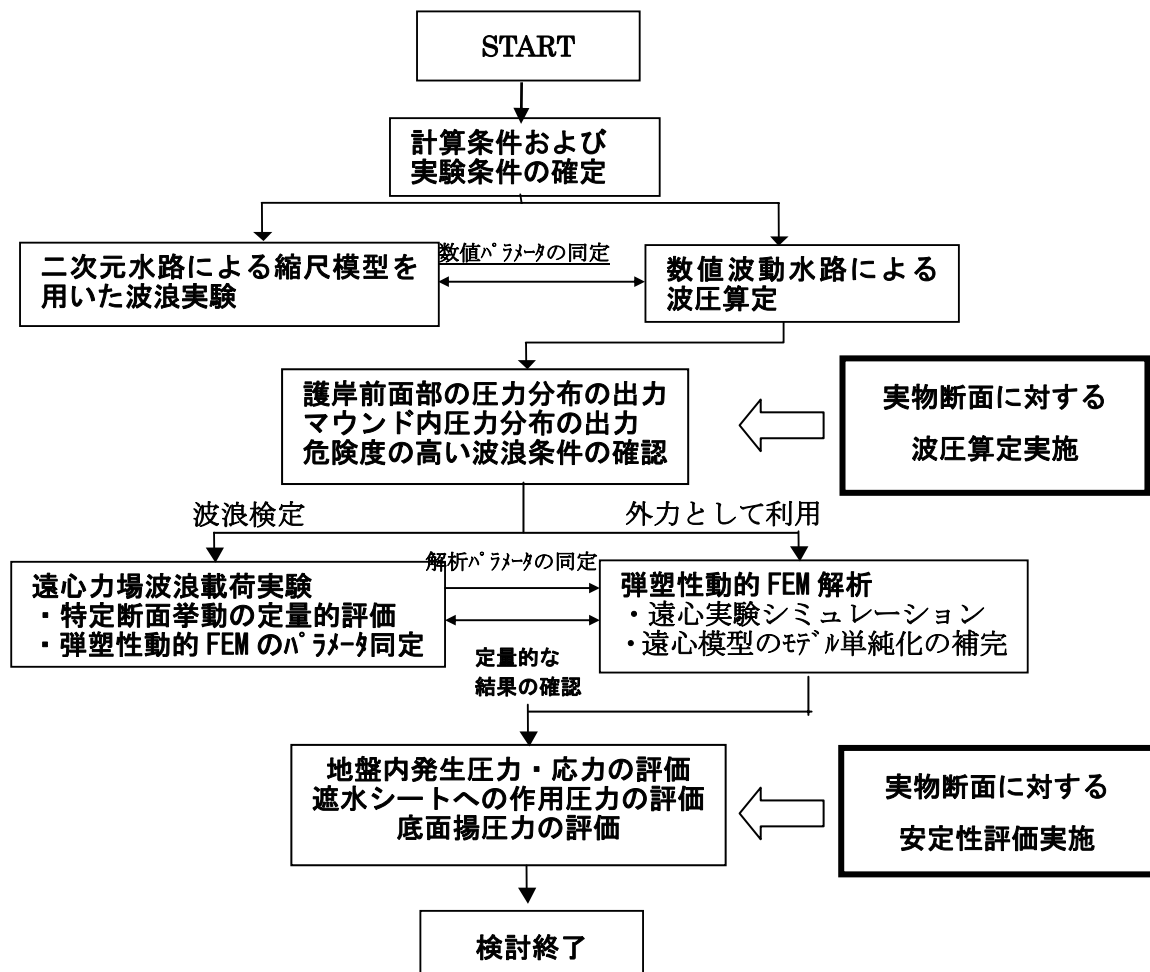 START
計算条件および
実験条件の確定
二次元水路による縮尺模型を
用いた波浪実験
数値ﾊﾟﾗﾒｰﾀの同定
数値波動水路による
波圧算定
護岸前面部の圧力分布の出力
マウンド内圧力分布の出力
危険度の高い波浪条件の確認
実物断面に対する
波圧算定実施
波浪検定
外力として利用
遠心力場波浪載荷実験
・特定断面挙動の定量的評価
・弾塑性動的 FEM のﾊﾟﾗﾒｰﾀ同定
解析ﾊﾟﾗﾒｰﾀの同定
弾塑性動的 FEM 解析
・遠心実験シミュレーション
・遠心模型のﾓﾃﾞﾙ単純化の補完
定量的な
結果の確認
地盤内発生圧力・応力の評価
遮水シートへの作用圧力の評価
底面揚圧力の評価
実物断面に対する
安定性評価実施
検討終了